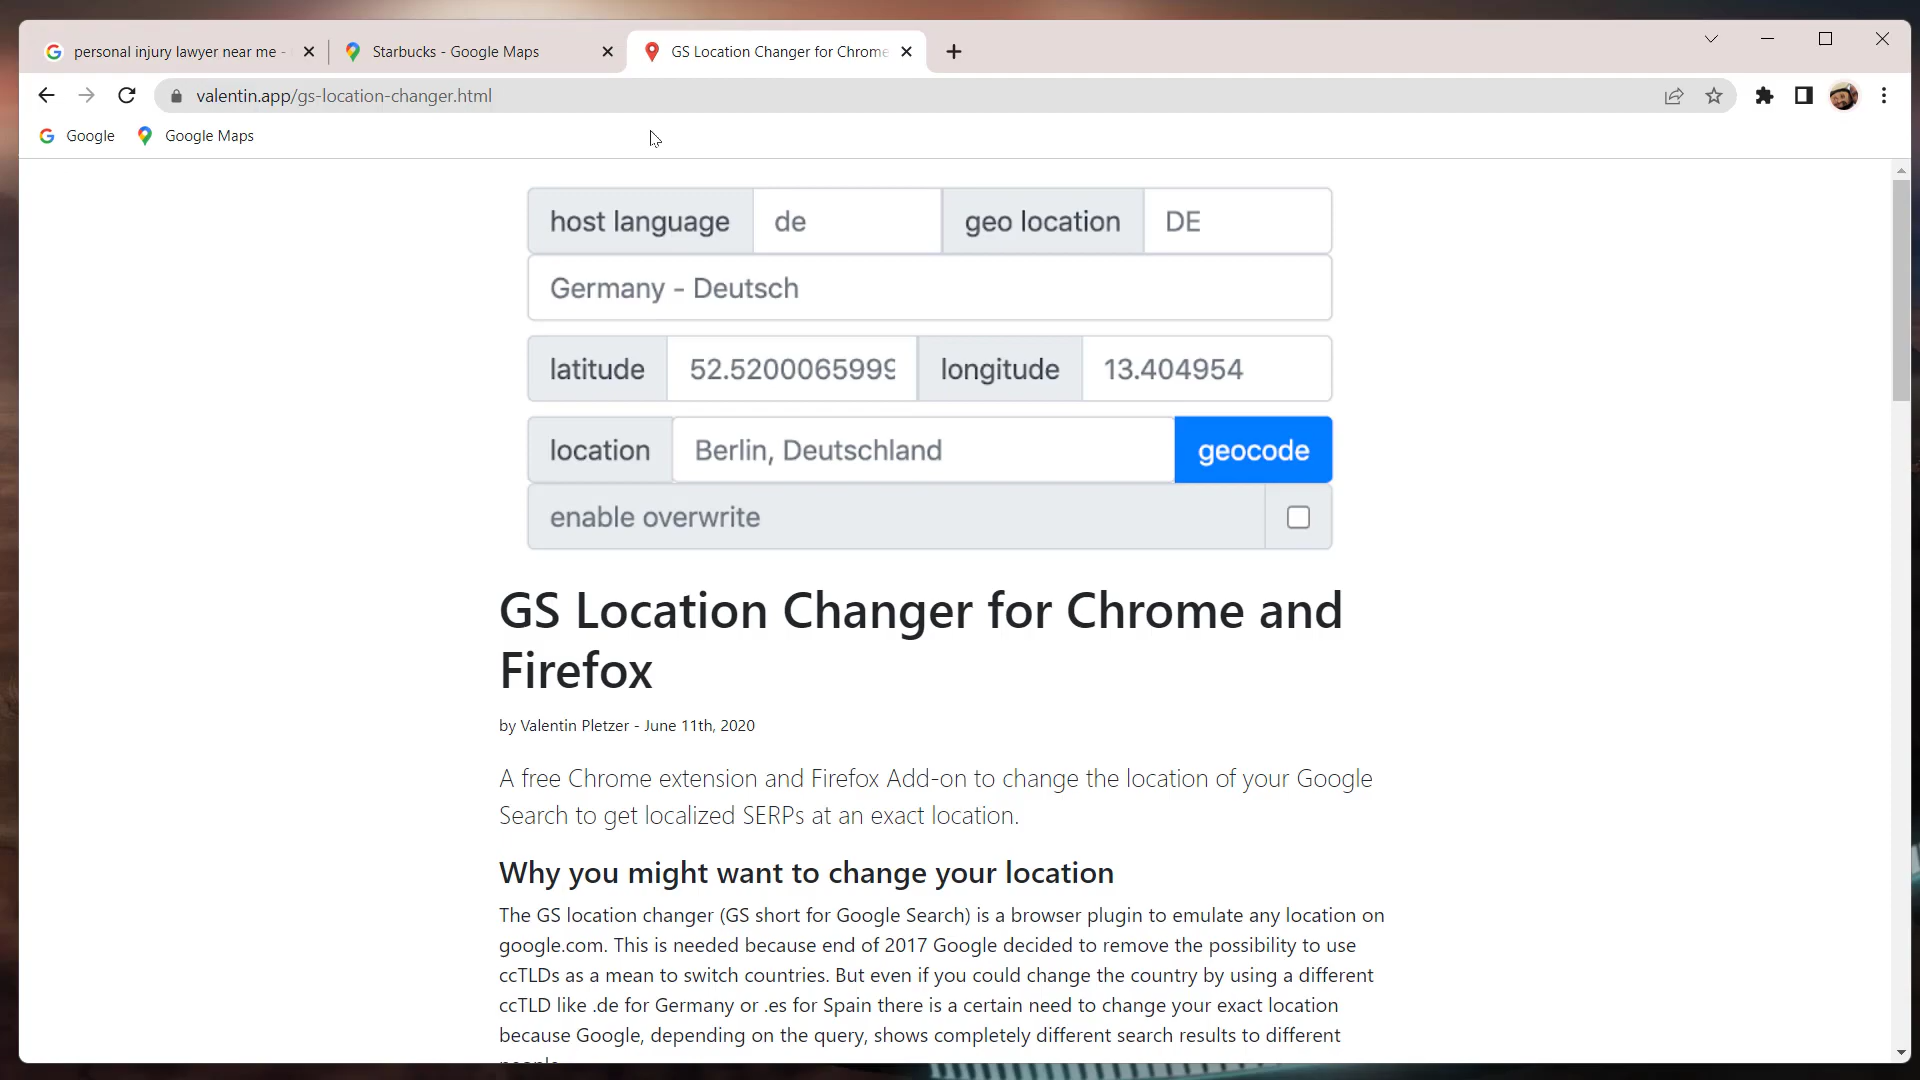 personal injury lawyer near me -
Starbucks - Google Maps
GS Location Changer for Chrome
valentin.app/gs-location-changer.html
Google
Google Maps
host language
de
geo location
DE
Germany - Deutsch
latitude
52.5200065999
longitude
13.404954
location
Berlin, Deutschland
geocode
enable overwrite
GS Location Changer for Chrome and
Firefox
by Valentin Pletzer - June 11th, 2020
A free Chrome extension and Firefox Add-on to change the location of your Google
Search to get localized SERPs at an exact location.
Why you might want to change your location
The GS location changer (GS short for Google Search) is a browser plugin to emulate any location on
google.com. This is needed because end of 2017 Google decided to remove the possibility to use
ccTLDs as a mean to switch countries. But even if you could change the country by using a different
ccTLD like .de for Germany or .es for Spain there is a certain need to change your exact location
because Google, depending on the query, shows completely different search results to different